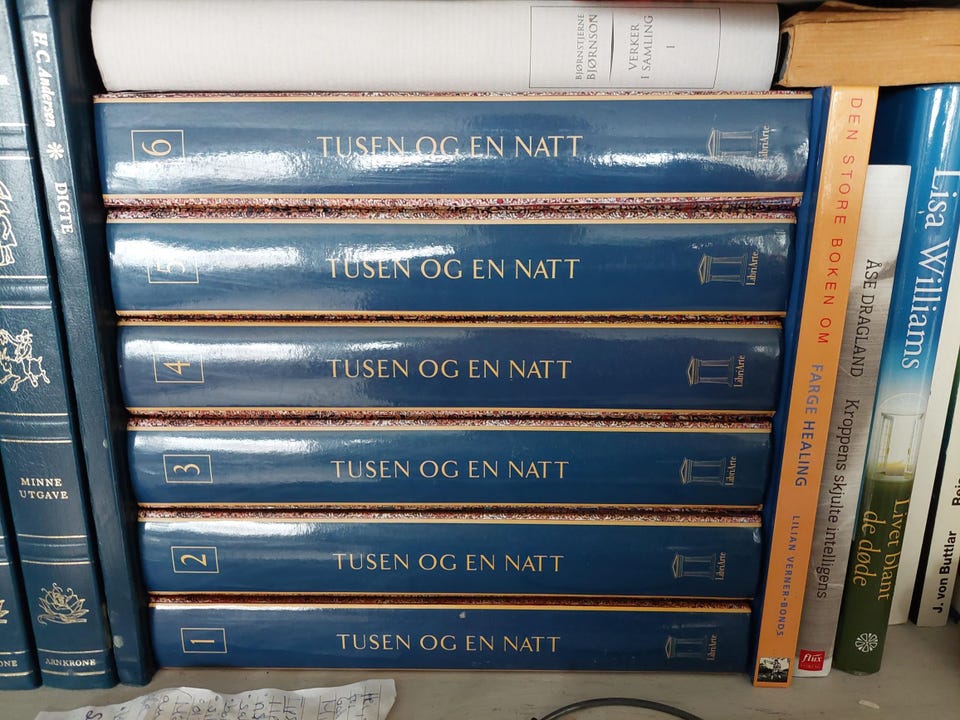 H. C. Andersen
DIGTE
MINNE
UTGAVE
ARNKRONE
BJØRNSTJERNE
BJØRNSON
VERKER
I SAMLING
I
6
TUSEN OG EN NATT
LibriArte
5
TUSEN OG EN NATT
LibriArte
4
TUSEN OG EN NATT
LibriArte
3
TUSEN OG EN NATT
LibriArte
2
TUSEN OG EN NATT
LibriArte
1
TUSEN OG EN NATT
LibriArte
DEN STORE BOKEN OM
FARGE HEALING
LILIAN VERNER-BONDS
ÅSE DRAGLAND
Kroppens skjulte intelligens
flux
Lisa Williams
Livet blant
de døde
J. von Buttlar